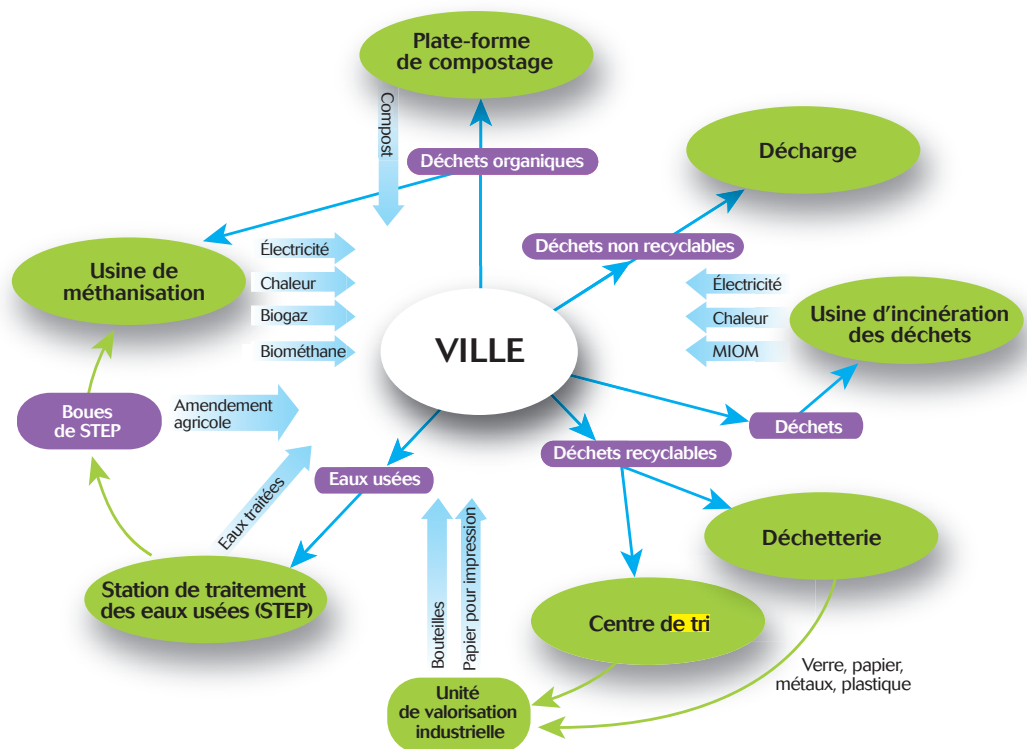 Plate-forme
de compostage
Compost
Déchets organiques
Décharge
Déchets non recyclables
Usine de
méthanisation
Électricité
Chaleur
Biogaz
Biométhane
VILLE
Électricité
Chaleur
MIOM
Usine d’incinération
des déchets
Boues
de STEP
Amendement
agricole
Déchets
Déchets recyclables
Eaux usées
Eaux traitées
Bouteilles
Papier pour impression
Déchetterie
Station de traitement
des eaux usées (STEP)
Centre de tri
Verre, papier,
métaux, plastique
Unité
de valorisation
industrielle